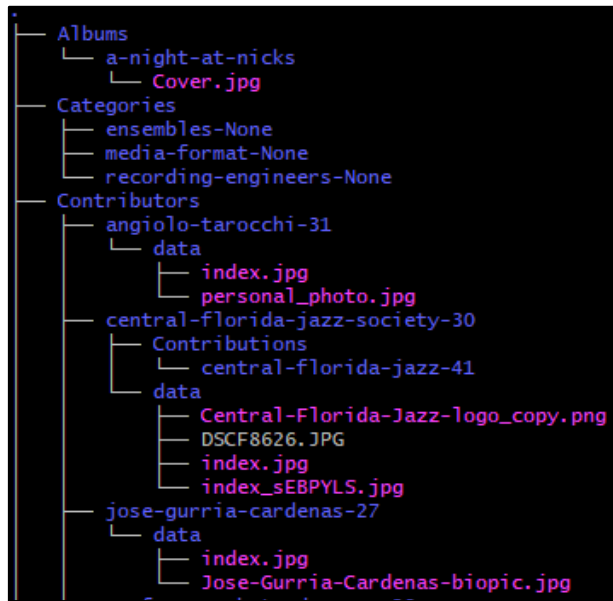 .
├── Albums
│   └── a-night-at-nicks
│       └── Cover.jpg
├── Categories
│   ├── ensembles-None
│   ├── media-format-None
│   └── recording-engineers-None
├── Contributors
│   ├── angiolo-tarocchi-31
│   │   └── data
│   │       ├── index.jpg
│   │       └── personal_photo.jpg
│   ├── central-florida-jazz-society-30
│   │   ├── Contributions
│   │   │   └── central-florida-jazz-41
│   │   └── data
│   │       ├── Central-Florida-Jazz-logo_copy.png
│   │       ├── DSCF8626.JPG
│   │       ├── index.jpg
│   │       └── index_sEBPYLS.jpg
│   ├── jose-gurria-cardenas-27
│   │   └── data
│   │       ├── index.jpg
│   │       └── Jose-Gurria-Cardenas-biopic.jpg